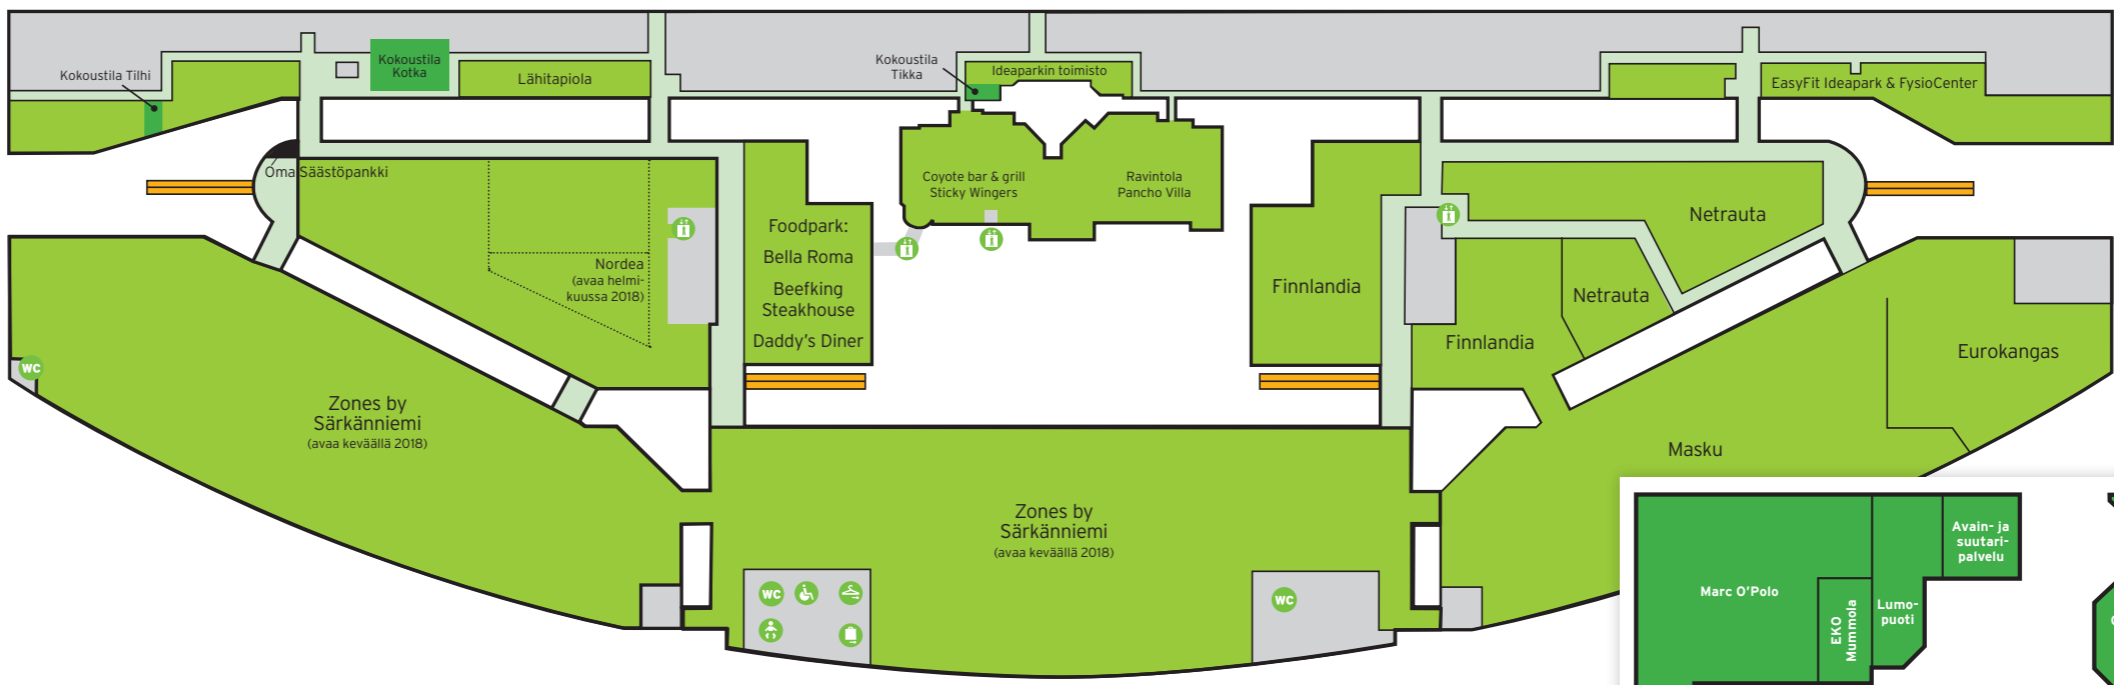 Kokoustila Tilhi
Kokoustila
Kotka
Lähitapiola
Kokoustila
Tikka
Ideaparkin toimisto
EasyFit Ideapark & FysioCenter
Oma Säästöpankki
Coyote bar & grill
Sticky Wingers
Ravintola
Pancho Villa
Foodpark:
Bella Roma
Beefking
Steakhouse
Daddy's Diner
Nordea
(avaa helmi-
kuussa 2018)
Finnlandia
Netrauta
Netrauta
Finnlandia
Eurokangas
WC
Zones by
Särkänniemi
(avaa keväällä 2018)
Masku
Zones by
Särkänniemi
(avaa keväällä 2018)
WC
WC
Marc O'Polo
EKO
Mummola
Lumo-
puoti
Avain- ja
suutari-
palvelu